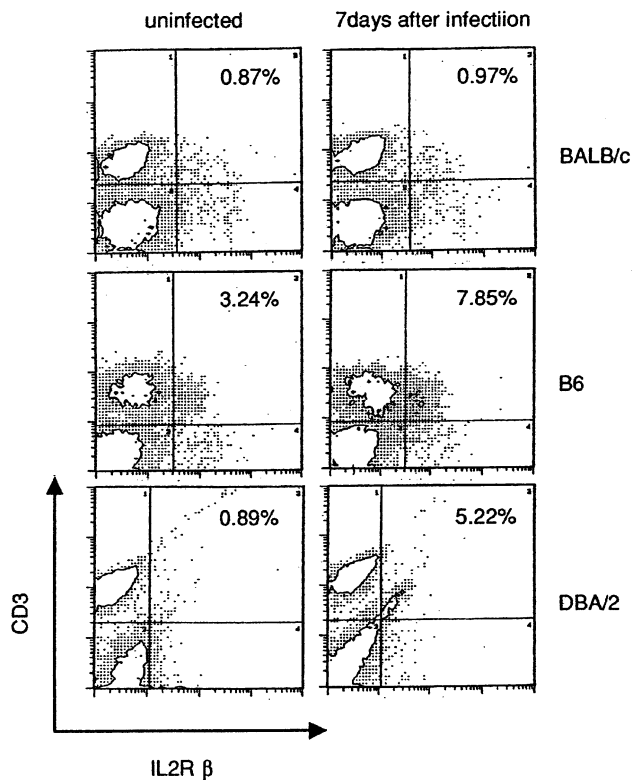 uninfected
7days after infectiion
0.87%
0.97%
BALB/c
3.24%
7.85%
B6
0.89%
5.22%
DBA/2
CD3
IL2R β